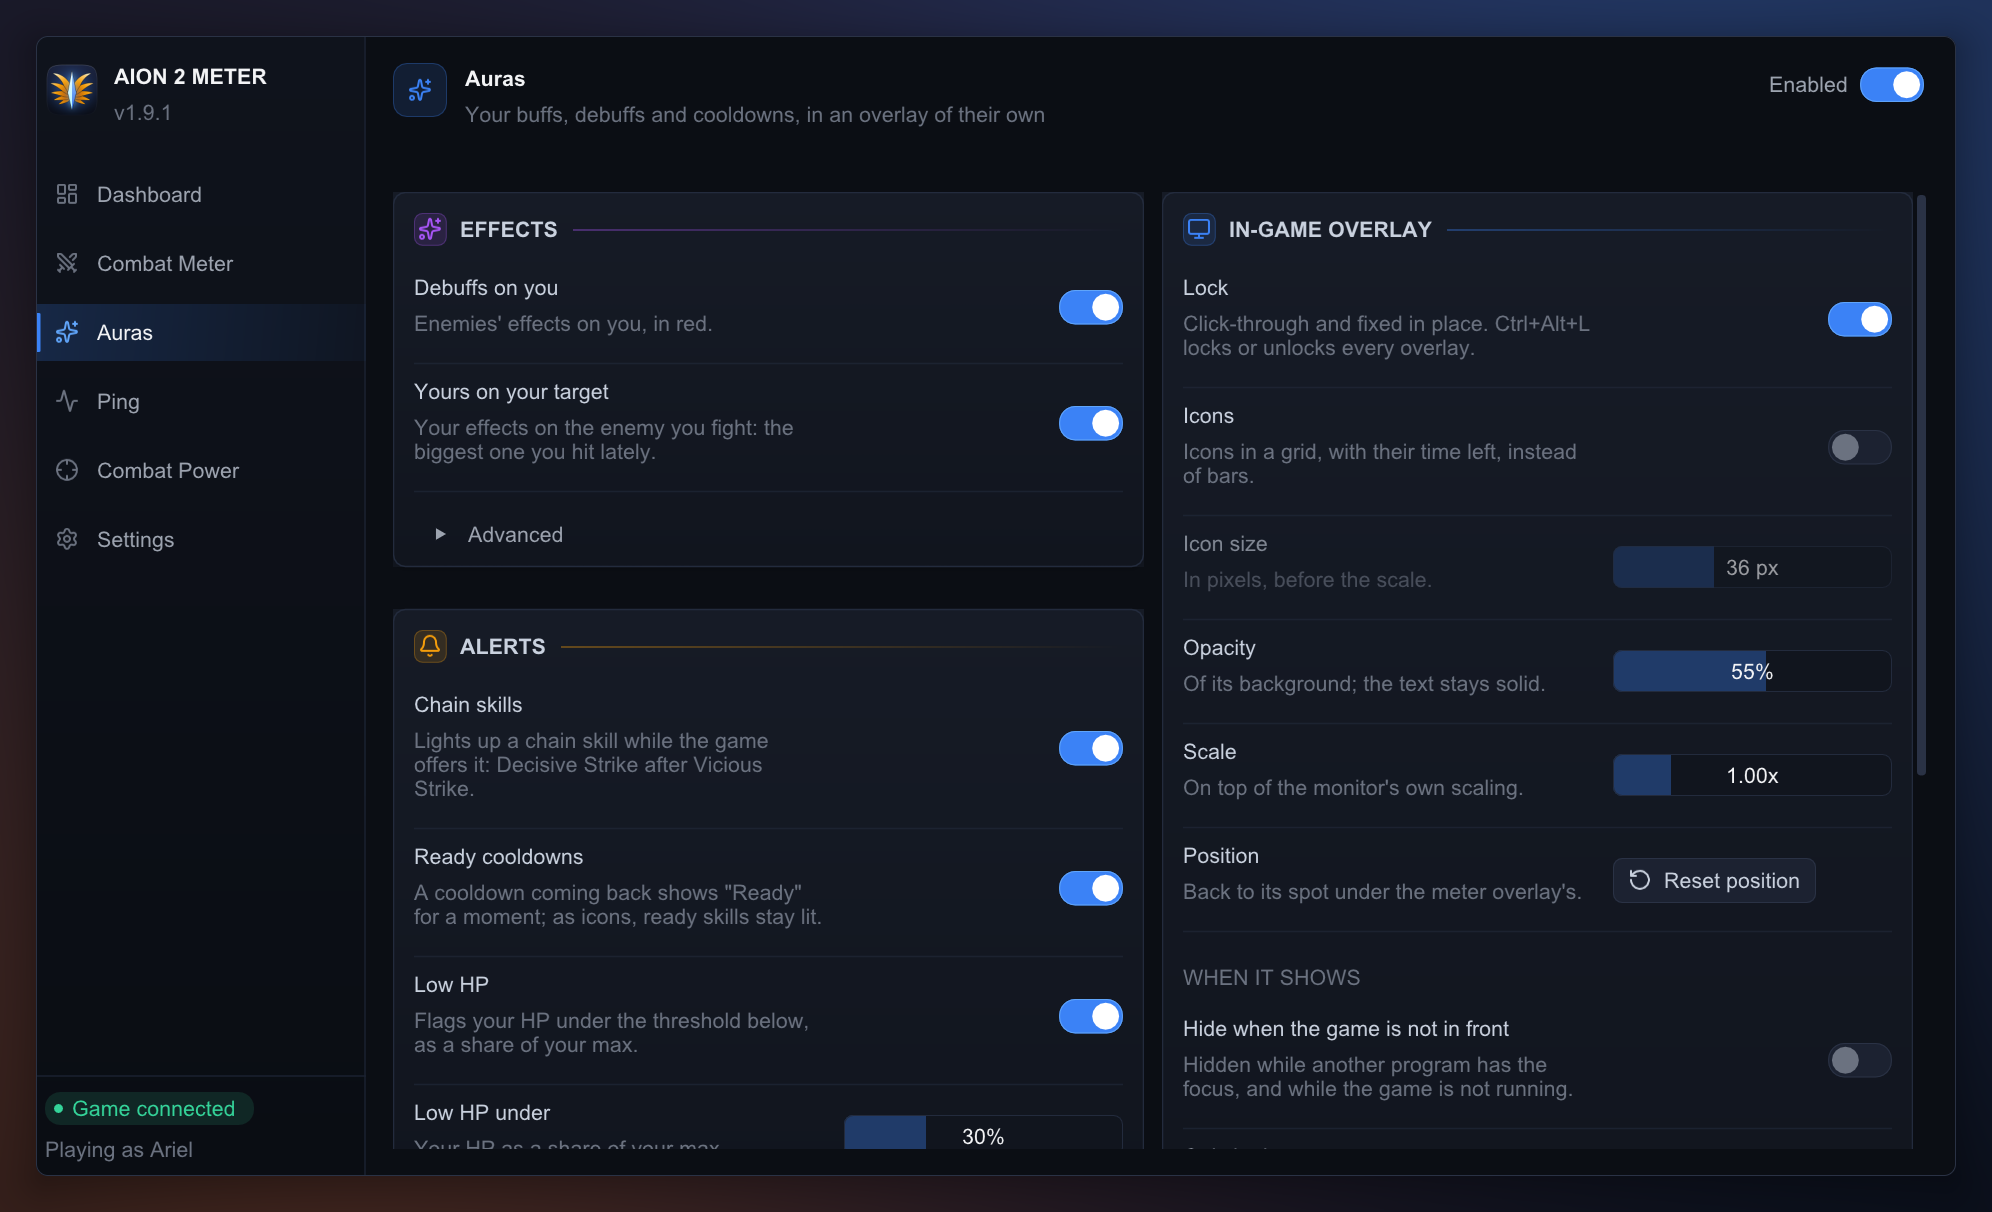 AION 2 METER
v1.9.1
Dashboard
Combat Meter
Auras
Ping
Combat Power
Settings
Game connected
Playing as Ariel
Auras
Your buffs, debuffs and cooldowns, in an overlay of their own
Enabled
EFFECTS
Debuffs on you
Enemies' effects on you, in red.
Yours on your target
Your effects on the enemy you fight: the
biggest one you hit lately.
Advanced
ALERTS
Chain skills
Lights up a chain skill while the game
offers it: Decisive Strike after Vicious
Strike.
Ready cooldowns
A cooldown coming back shows "Ready"
for a moment; as icons, ready skills stay lit.
Low HP
Flags your HP under the threshold below,
as a share of your max.
Low HP under
Your HP as a share of your max
30%
IN-GAME OVERLAY
Lock
Click-through and fixed in place. Ctrl+Alt+L
locks or unlocks every overlay.
Icons
Icons in a grid, with their time left, instead
of bars.
Icon size
In pixels, before the scale.
36 px
Opacity
Of its background; the text stays solid.
55%
Scale
On top of the monitor's own scaling.
1.00x
Position
Back to its spot under the meter overlay's.
Reset position
WHEN IT SHOWS
Hide when the game is not in front
Hidden while another program has the
focus, and while the game is not running.